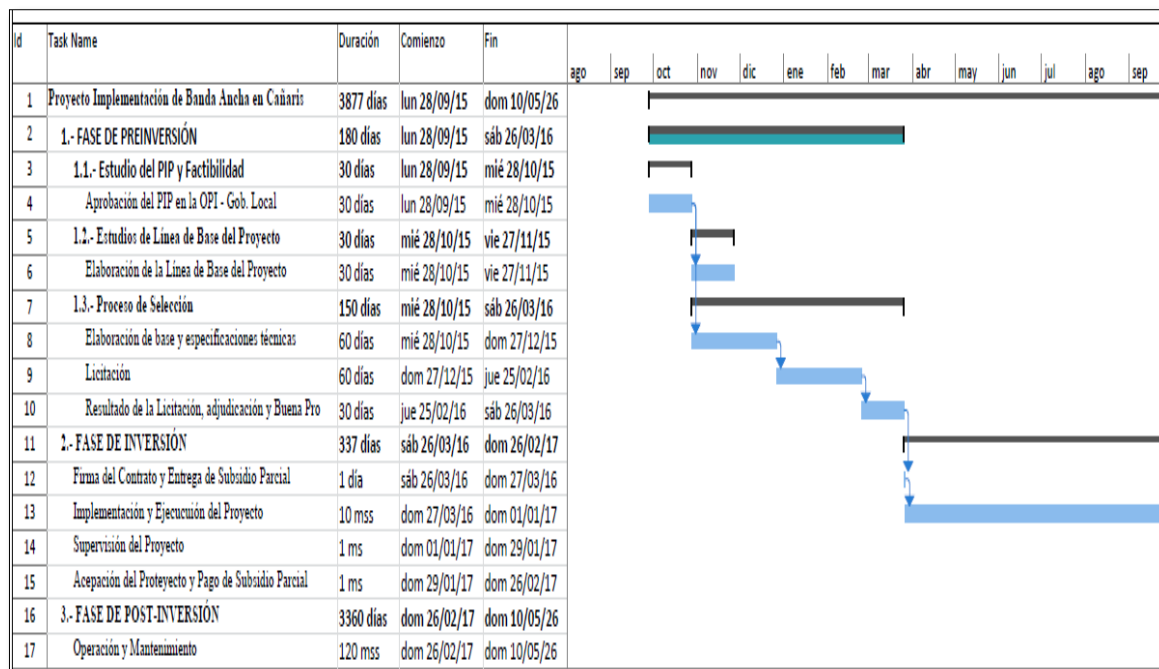 Id Task Name Duración Comienzo Fin
ago sep oct nov dic ene feb mar abr may jun jul ago sep
1 Proyecto Implementación de Banda Ancha en Cañaris 3877 días lun 28/09/15 dom 10/05/26
2 1.- FASE DE PREINVERSIÓN 180 días lun 28/09/15 sáb 26/03/16
3 1.1.- Estudio del PIP y Factibilidad 30 días lun 28/09/15 mié 28/10/15
4 Aprobación del PIP en la OPI - Gob. Local 30 días lun 28/09/15 mié 28/10/15
5 1.2.- Estudios de Línea de Base del Proyecto 30 días mié 28/10/15 vie 27/11/15
6 Elaboración de la Línea de Base del Proyecto 30 días mié 28/10/15 vie 27/11/15
7 1.3.- Proceso de Selección 150 días mié 28/10/15 sáb 26/03/16
8 Elaboración de base y especificaciones técnicas 60 días mié 28/10/15 dom 27/12/15
9 Licitación 60 días dom 27/12/15 jue 25/02/16
10 Resultado de la Licitación, adjudicación y Buena Pro 30 días jue 25/02/16 sáb 26/03/16
11 2.- FASE DE INVERSIÓN 337 días sáb 26/03/16 dom 26/02/17
12 Firma del Contrato y Entrega de Subsidio Parcial 1 día sáb 26/03/16 dom 27/03/16
13 Implementación y Ejecucuión del Proyecto 10 mss dom 27/03/16 dom 01/01/17
14 Supervisión del Proyecto 1 ms dom 01/01/17 dom 29/01/17
15 Acepación del Proteyecto y Pago de Subsidio Parcial 1 ms dom 29/01/17 dom 26/02/17
16 3.- FASE DE POST-INVERSIÓN 3360 días dom 26/02/17 dom 10/05/26
17 Operación y Mantenimiento 120 mss dom 26/02/17 dom 10/05/26